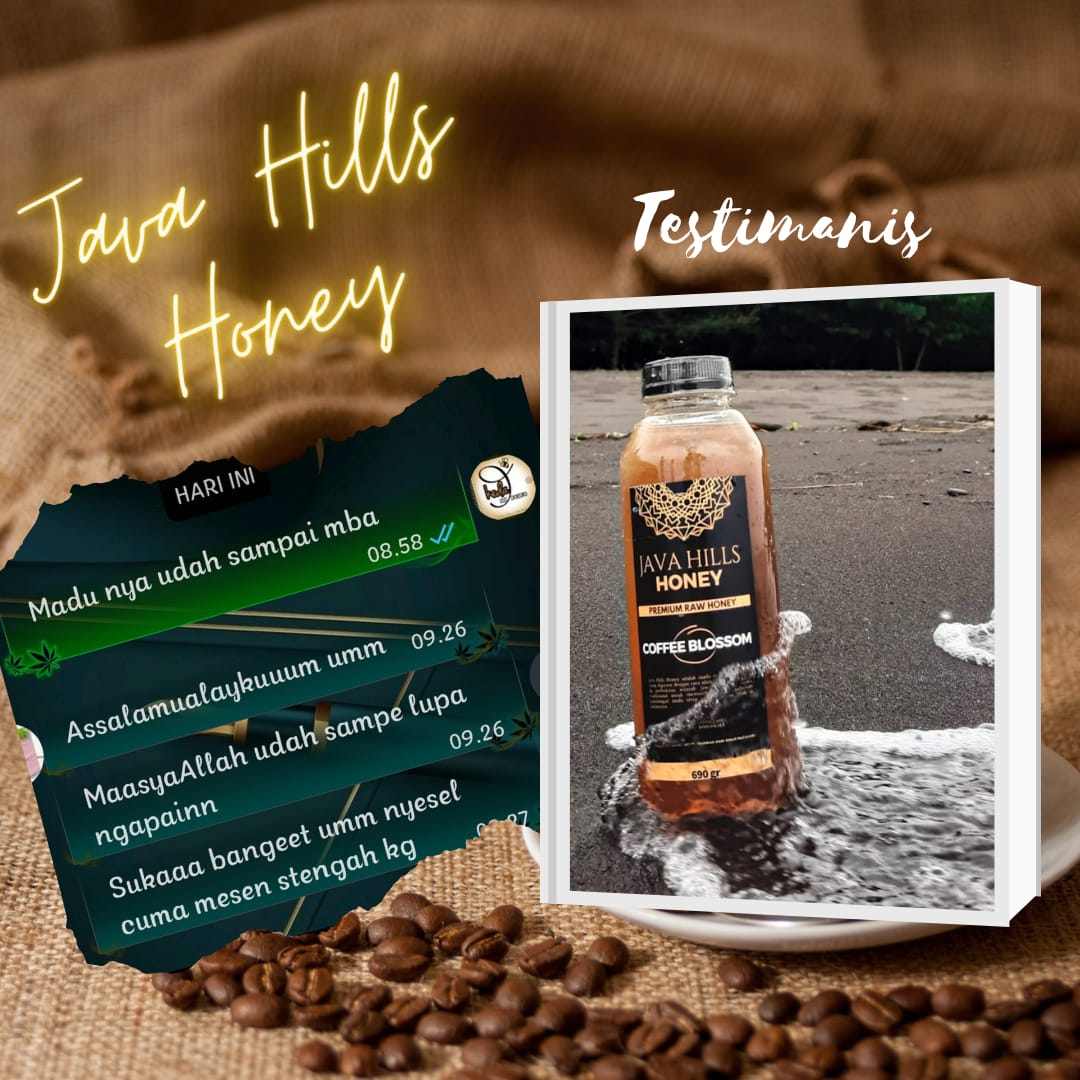 Java Hills
Honey
Testimanis
HARI INI
Madu nya udah sampai mba
08.58
Assalamualaykuuum umm
09.26
MaasyaAllah udah sampe lupa
ngapainn
09.26
Sukaaa bangeet umm nyesel
cuma mesen stengah kg
JAVA HILLS
HONEY
PREMIUM RAW HONEY
COFFEE BLOSSOM
690 gr